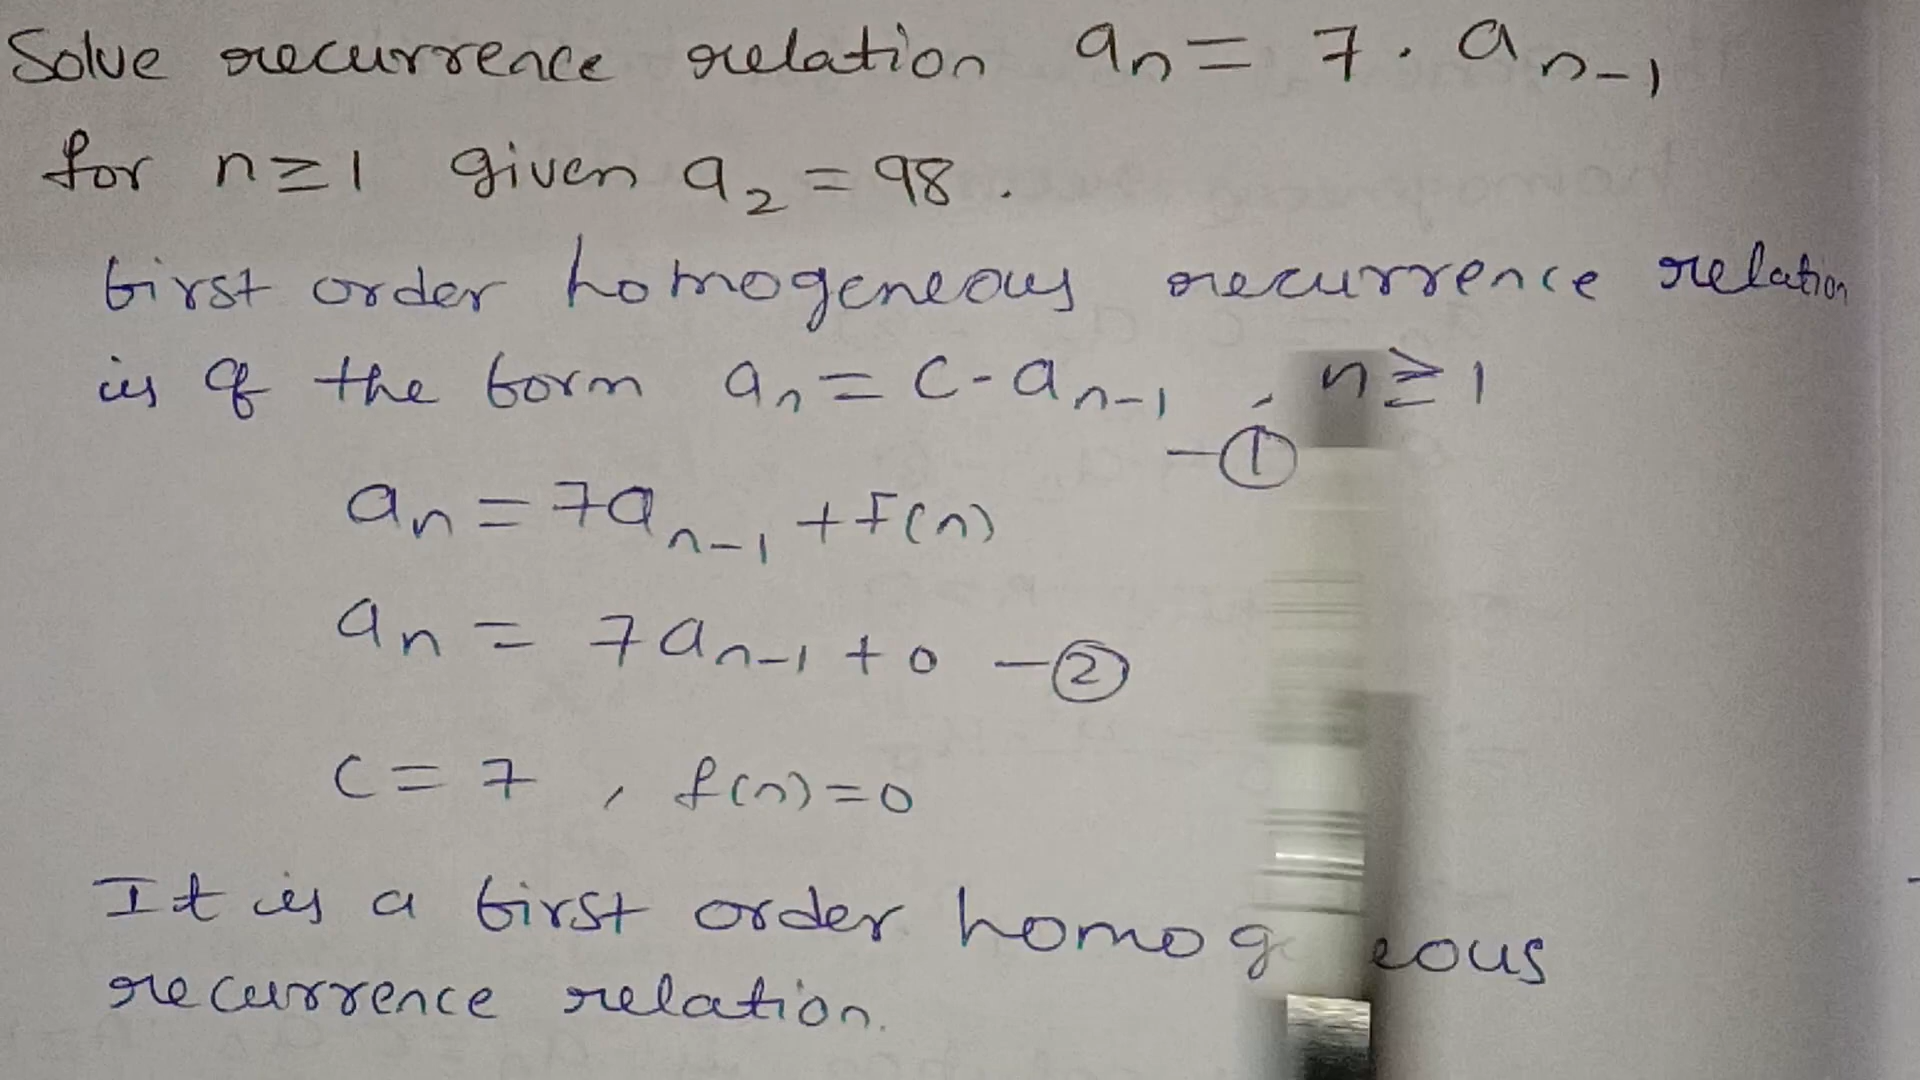 Solve recurrence relation aₙ = 7 · aₙ₋₁
for n ≥ 1 given a₂ = 98 .
first order homogeneous recurrence relation
is of the form aₙ = c - aₙ₋₁ , n ≥ 1
— ①
aₙ = 7aₙ₋₁ + F(n)
aₙ = 7aₙ₋₁ + 0 — ②
c = 7 , f(n) = 0
It is a first order
recurrence relation.